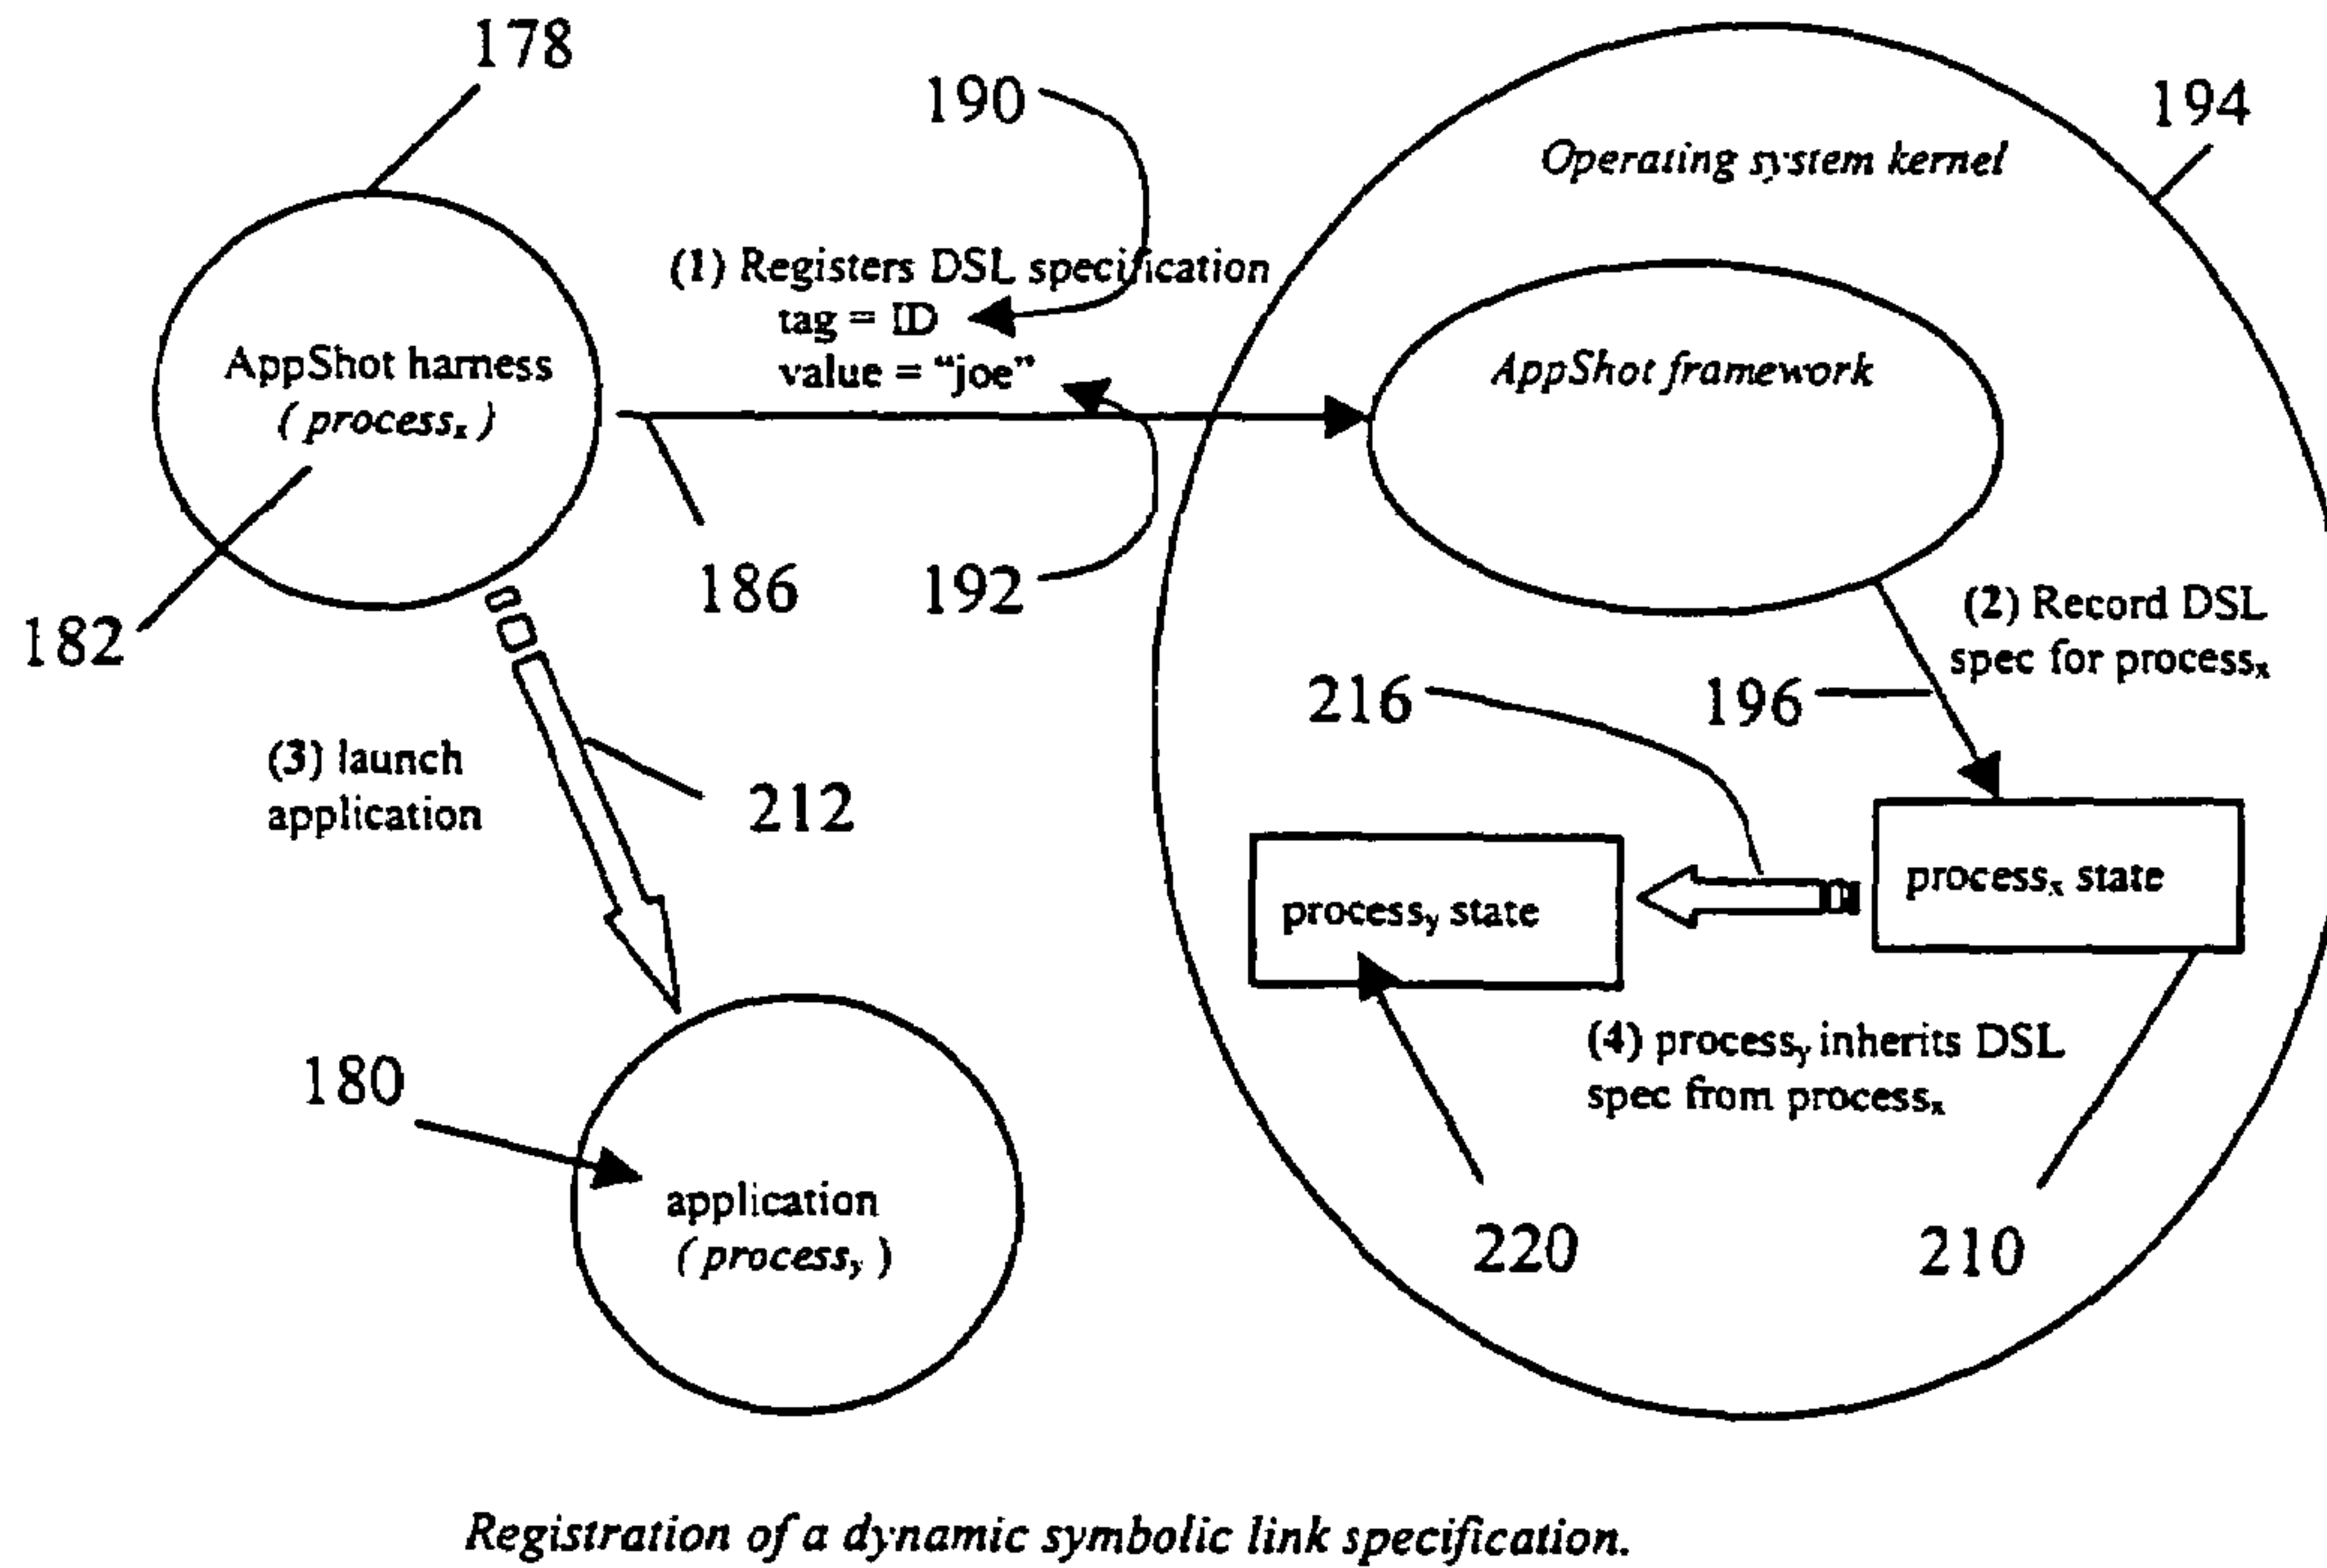 178
190
194
Operating system kernel
(1) Registers DSL specification
tag = ID
value = "joe"
AppShot harness
( processₓ )
AppShot framework
182
186
192
(2) Record DSL
spec for processₓ
216
196
(3) launch
application
212
processₓ state
processᵧ state
(4) processᵧ inherits DSL
spec from processₓ
180
application
( processᵧ )
220
210
Registration of a dynamic symbolic link specification.